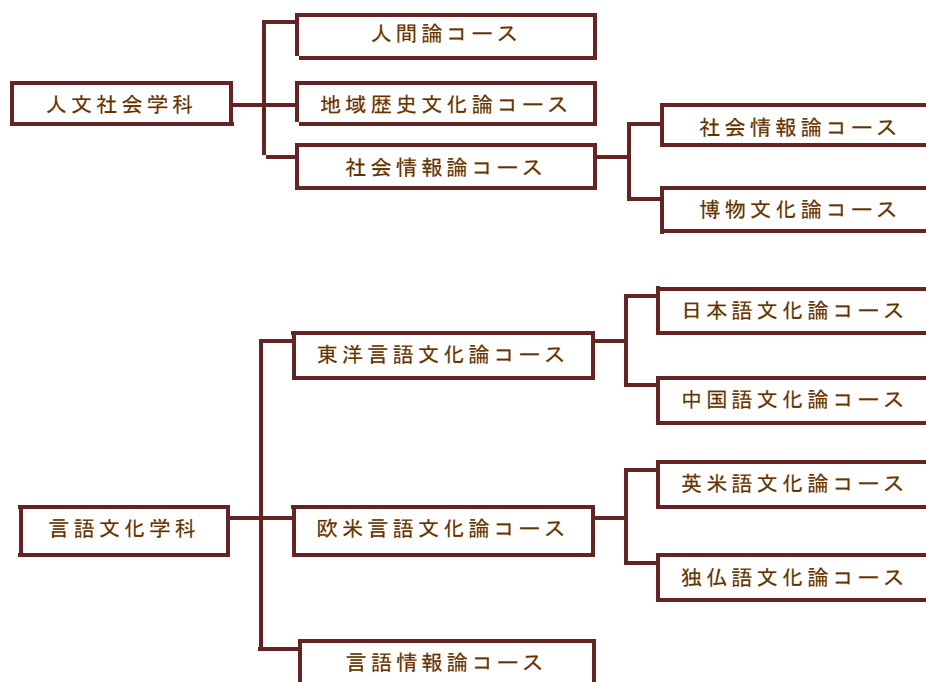 人間論コース
人文社会学科
地域歴史文化論コース
社会情報論コース
社会情報論コース
博物文化論コース
日本語文化論コース
東洋言語文化論コース
中国語文化論コース
英米語文化論コース
言語文化学科
欧米言語文化論コース
独仏語文化論コース
言語情報論コース